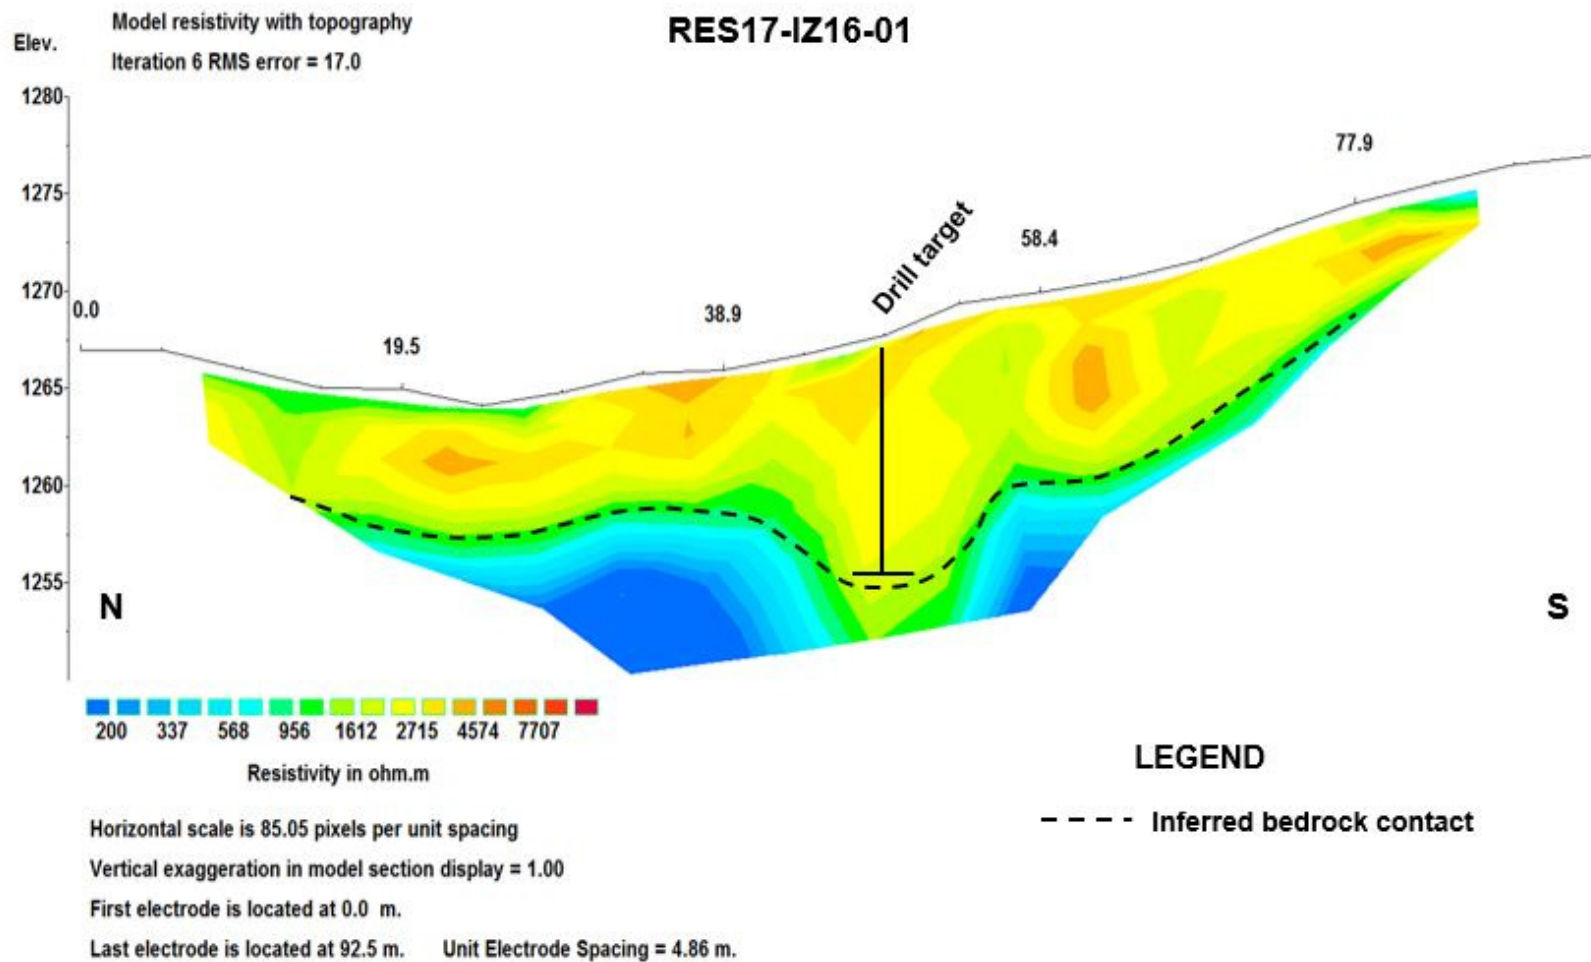 Model resistivity with topography
RES17-IZ16-01
Elev.
Iteration 6 RMS error = 17.0
1280
77.9
1275
Drill target
58.4
1270
0.0
38.9
19.5
1265
1260
1255
N
S
200 337 568 956 1612 2715 4574 7707
Resistivity in ohm.m
LEGEND
Inferred bedrock contact
Horizontal scale is 85.05 pixels per unit spacing
Vertical exaggeration in model section display = 1.00
First electrode is located at 0.0 m.
Last electrode is located at 92.5 m. Unit Electrode Spacing = 4.86 m.